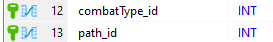 12 combatType_id INT
13 path_id INT